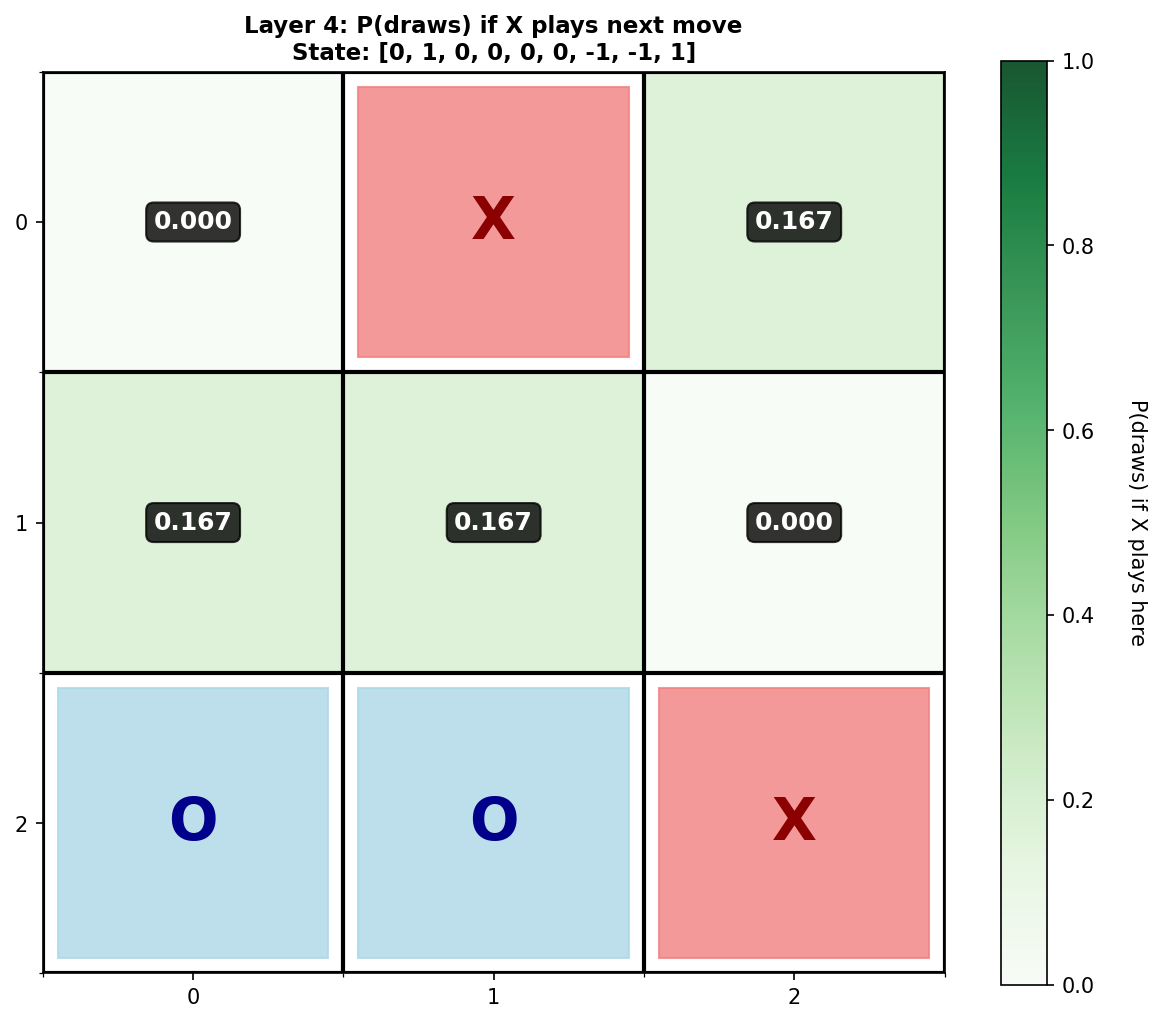 Layer 4: P(draws) if X plays next move
State: [0, 1, 0, 0, 0, 0, -1, -1, 1]
0.000
X
0.167
0.167
0.167
0.000
O
O
X
0
1
2
0
1
2
1.0
0.8
0.6
0.4
0.2
0.0
P(draws) if X plays here